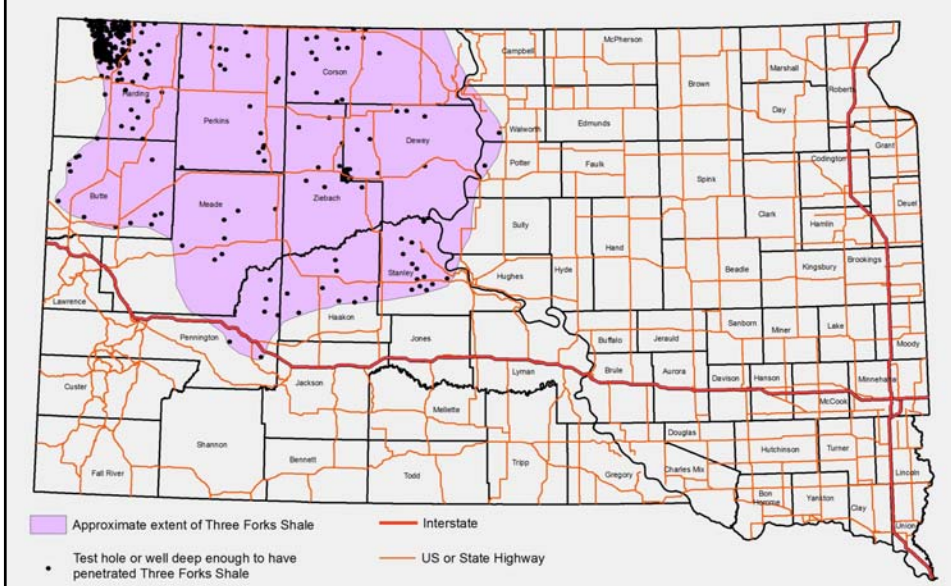 Campbell
McPherson
Marshall
Roberts
Harding
Corson
Brown
Day
Perkins
Dewey
Walworth
Edmunds
Grant
Potter
Faulk
Codington
Butte
Meade
Ziebach
Spink
Clark
Hamlin
Deuel
Sully
Hand
Stanley
Hughes
Hyde
Beadle
Kingsbury
Brookings
Lawrence
Haakon
Pennington
Jones
Lyman
Buffalo
Jerauld
Sanborn
Miner
Lake
Moody
Custer
Jackson
Brule
Aurora
Davison
Hanson
McCook
Minnehaha
Mellette
Shannon
Douglas
Hutchinson
Turner
Fall River
Bennett
Todd
Tripp
Gregory
Charles Mix
Lincoln
Bon
Homme
Yankton
Clay
Union
Approximate extent of Three Forks Shale
Interstate
Test hole or well deep enough to have
penetrated Three Forks Shale
US or State Highway